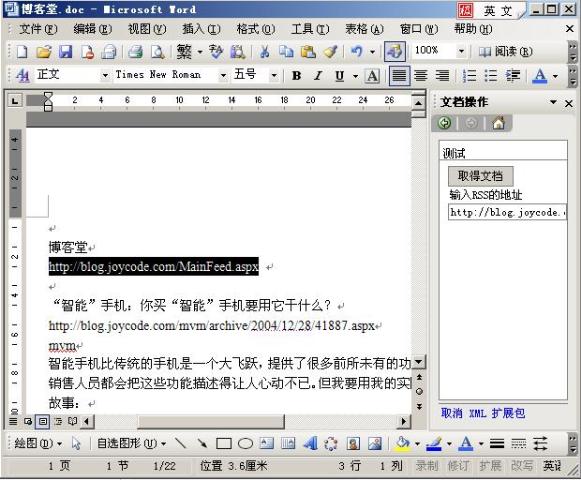 博客堂.doc - Microsoft Word
英 文
文件(F) 编辑(E) 视图(V) 插入(I) 格式(O) 工具(T) 表格(A) 窗口(W) 帮助(H)
繁 100% 阅读(R)
正文 Times New Roman 五号 B I U A A
2 4 6 8 10 12 14 16 18 20 22 24 26
文档操作
测试
取得文档
输入RSS的地址
http://blog.joycode.
博客堂
http://blog.joycode.com/MainFeed.aspx
“智能”手机：你买“智能”手机要用它干什么？
http://blog.joycode.com/mvm/archive/2004/12/28/41887.aspx
mvm
智能手机比传统的手机是一个大飞跃，提供了很多前所未有的功
销售人员都会把这些功能描述得让人心动不已。但我要用我的实
故事：
取消 XML 扩展包
绘图(D) 自选图形(U)
1 页 1 节 1/22 位置 3.6厘米 3 行 1 列 录制 修订 扩展 改写 英语